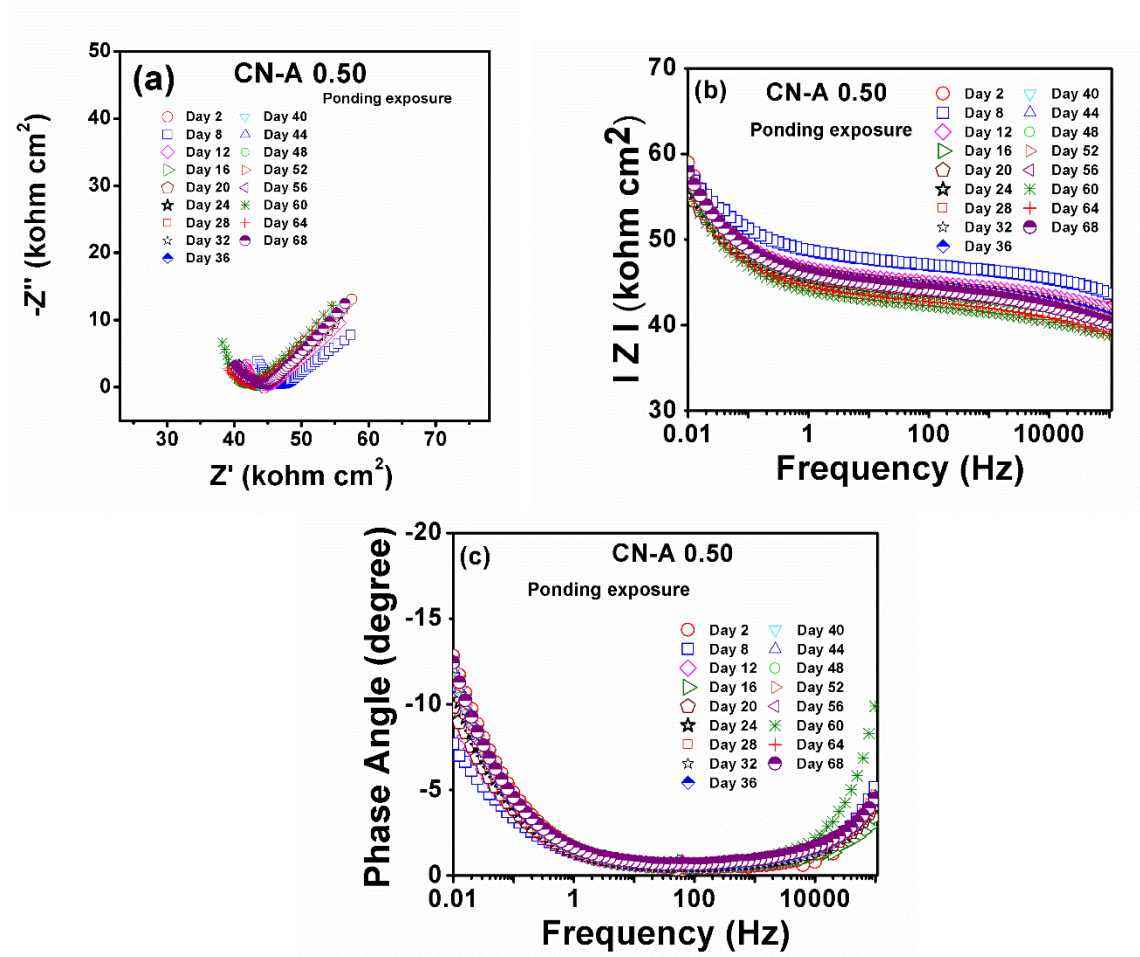 (a)
CN-A 0.50
Ponding exposure
Day 2 Day 40
Day 8 Day 44
Day 12 Day 48
Day 16 Day 52
Day 20 Day 56
Day 24 Day 60
Day 28 Day 64
Day 32 Day 68
Day 36
50
40
30
20
10
0
-Z'' (kohm cm²)
30 40 50 60 70
Z' (kohm cm²)
(b)
CN-A 0.50
Ponding exposure
Day 2 Day 40
Day 8 Day 44
Day 12 Day 48
Day 16 Day 52
Day 20 Day 56
Day 24 Day 60
Day 28 Day 64
Day 32 Day 68
Day 36
70
60
50
40
30
I Z I (kohm cm²)
0.01 1 100 10000
Frequency (Hz)
(c)
CN-A 0.50
Ponding exposure
Day 2 Day 40
Day 8 Day 44
Day 12 Day 48
Day 16 Day 52
Day 20 Day 56
Day 24 Day 60
Day 28 Day 64
Day 32 Day 68
Day 36
-20
-15
-10
-5
0
Phase Angle (degree)
0.01 1 100 10000
Frequency (Hz)